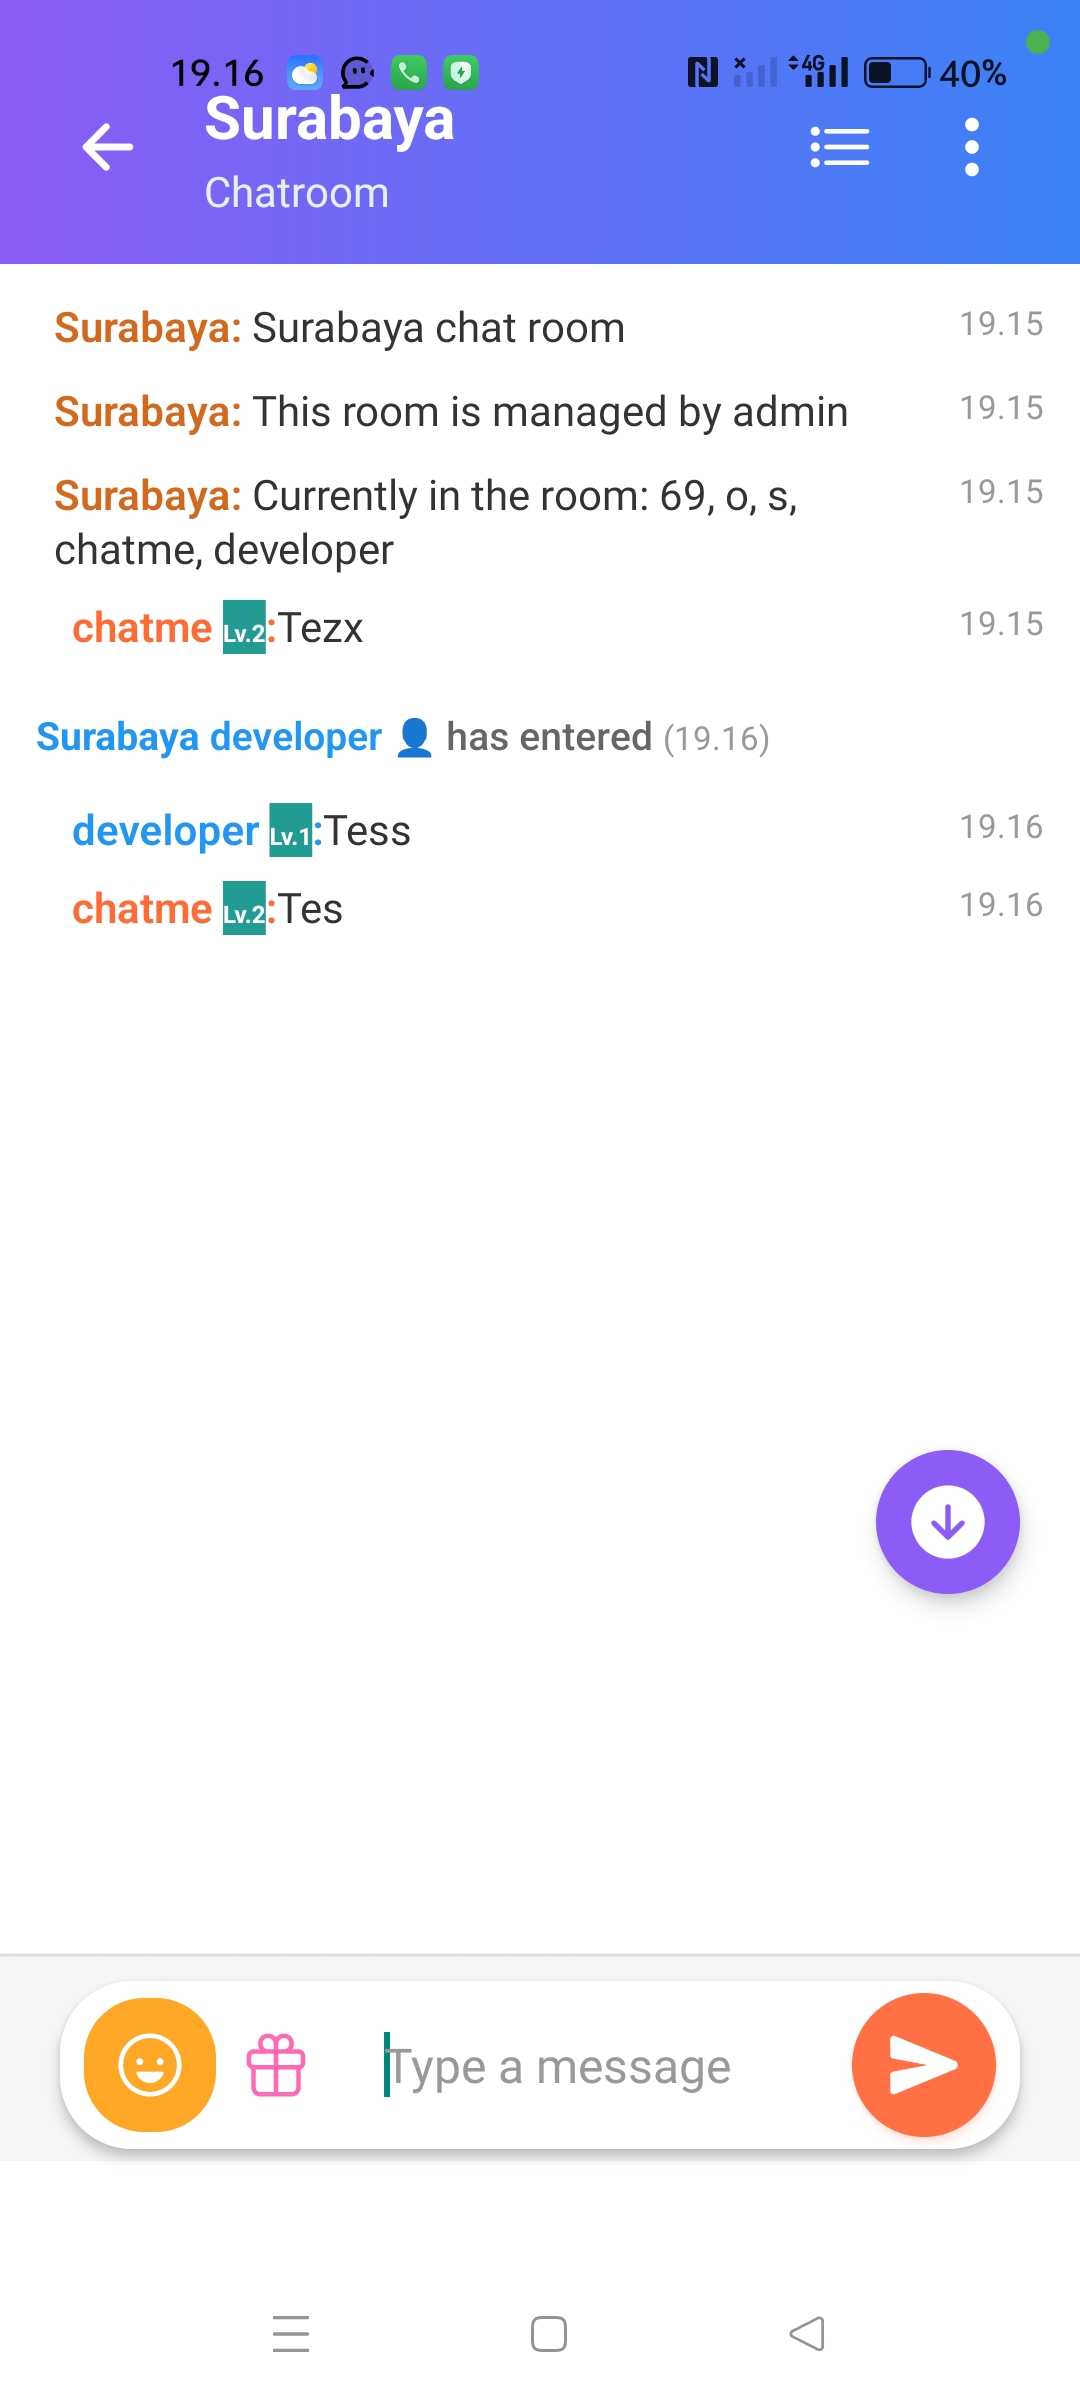 19.16 4G 40%
Surabaya
Chatroom
Surabaya: Surabaya chat room 19.15
Surabaya: This room is managed by admin 19.15
Surabaya: Currently in the room: 69, o, s, 19.15
chatme, developer
chatme Lv.2:Tezx 19.15
Surabaya developer 👤 has entered (19.16)
developer Lv.1:Tess 19.16
chatme Lv.2:Tes 19.16
Type a message